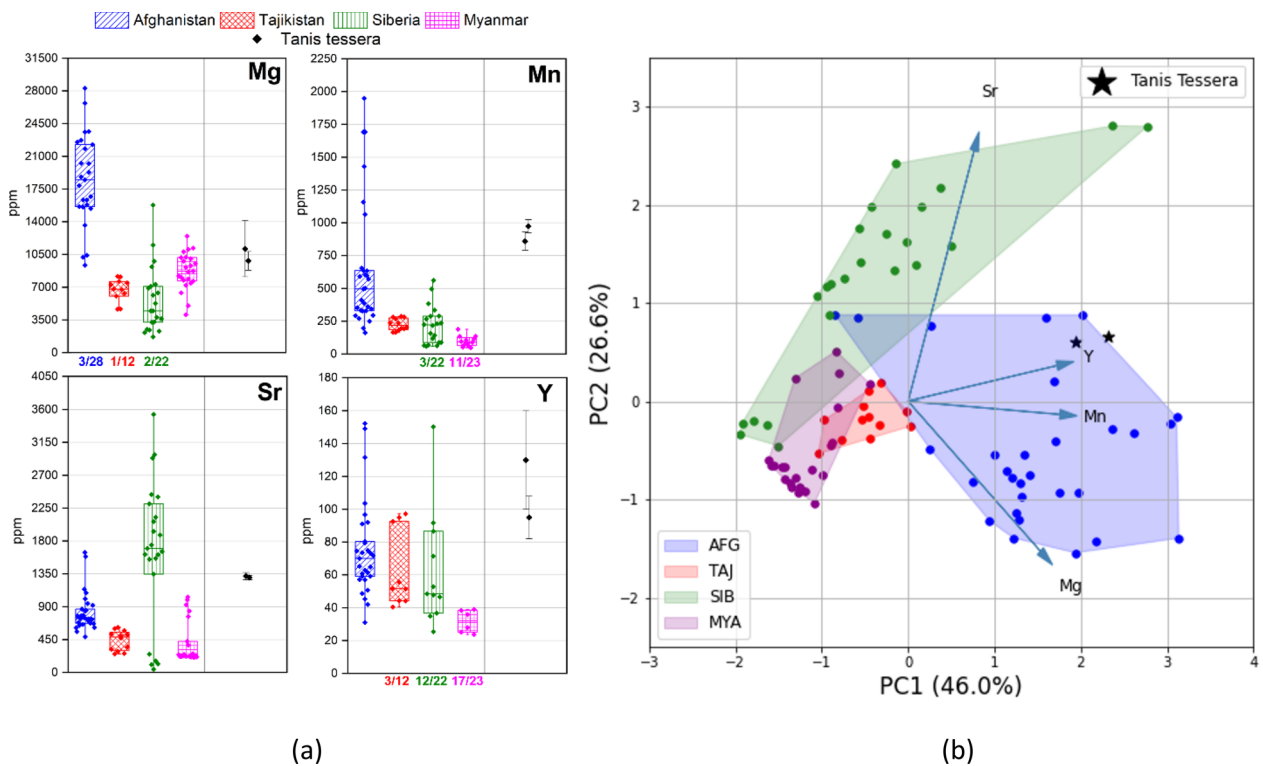 Afghanistan Tajikistan Siberia Myanmar
Tanis tessera
Mg
31500
28000
24500
21000
17500
14000
10500
7000
3500
0
ppm
3/28 1/12 2/22
Mn
2250
2000
1750
1500
1250
1000
750
500
250
0
ppm
3/22 11/23
Sr
4050
3600
3150
2700
2250
1800
1350
900
450
0
ppm
Y
180
160
140
120
100
80
60
40
20
0
ppm
3/12 12/22 17/23
(a)
Tanis Tessera
Sr
Y
Mn
Mg
3
2
1
0
−1
−2
PC2 (26.6%)
AFG
TAJ
SIB
MYA
−3 −2 −1 0 1 2 3 4
PC1 (46.0%)
(b)